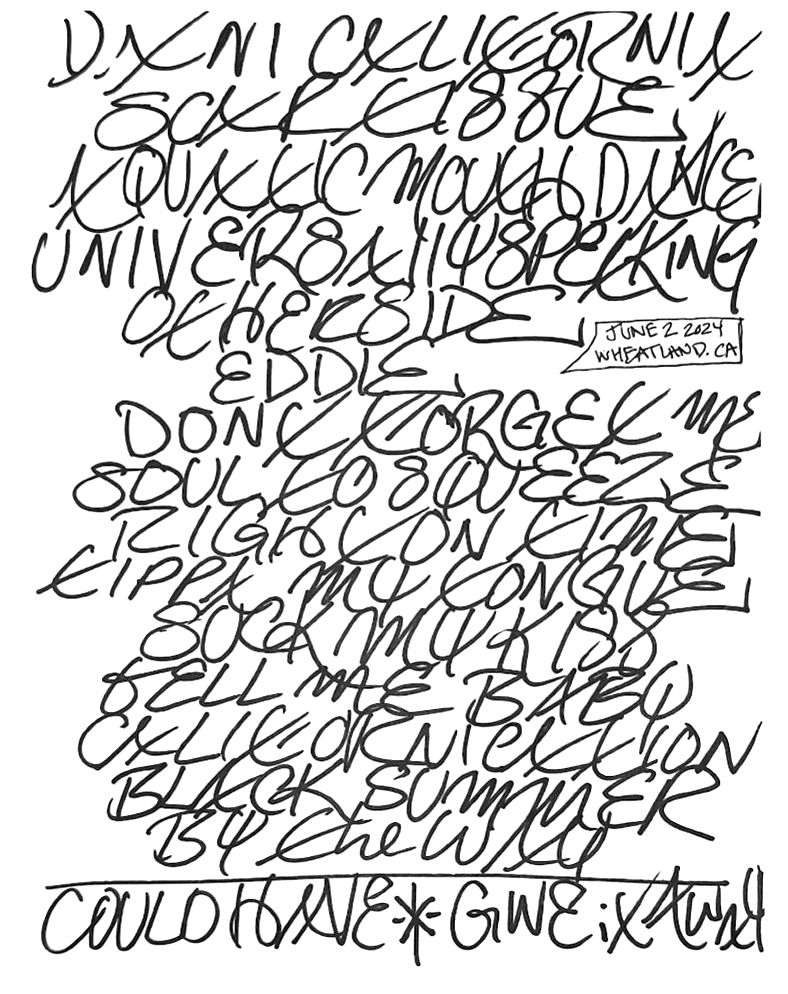 DANI CALIFORNIA
SCAR TISSUE
AQUATIC MOUTH DANCE
UNIVERSALLY SPEAKING
OTHERSIDE
JUNE 2 2024
WHEATLAND. CA
EDDIE
DONT FORGET ME
SOUL TO SQUEEZE
RIGHT ON TIME
TIPPA MY TONGUE
SUCK MY KISS
TELL ME BABY
CALIFORNICATION
BLACK SUMMER
BY the WAY
COULD HAVE * GIVE it AWAY